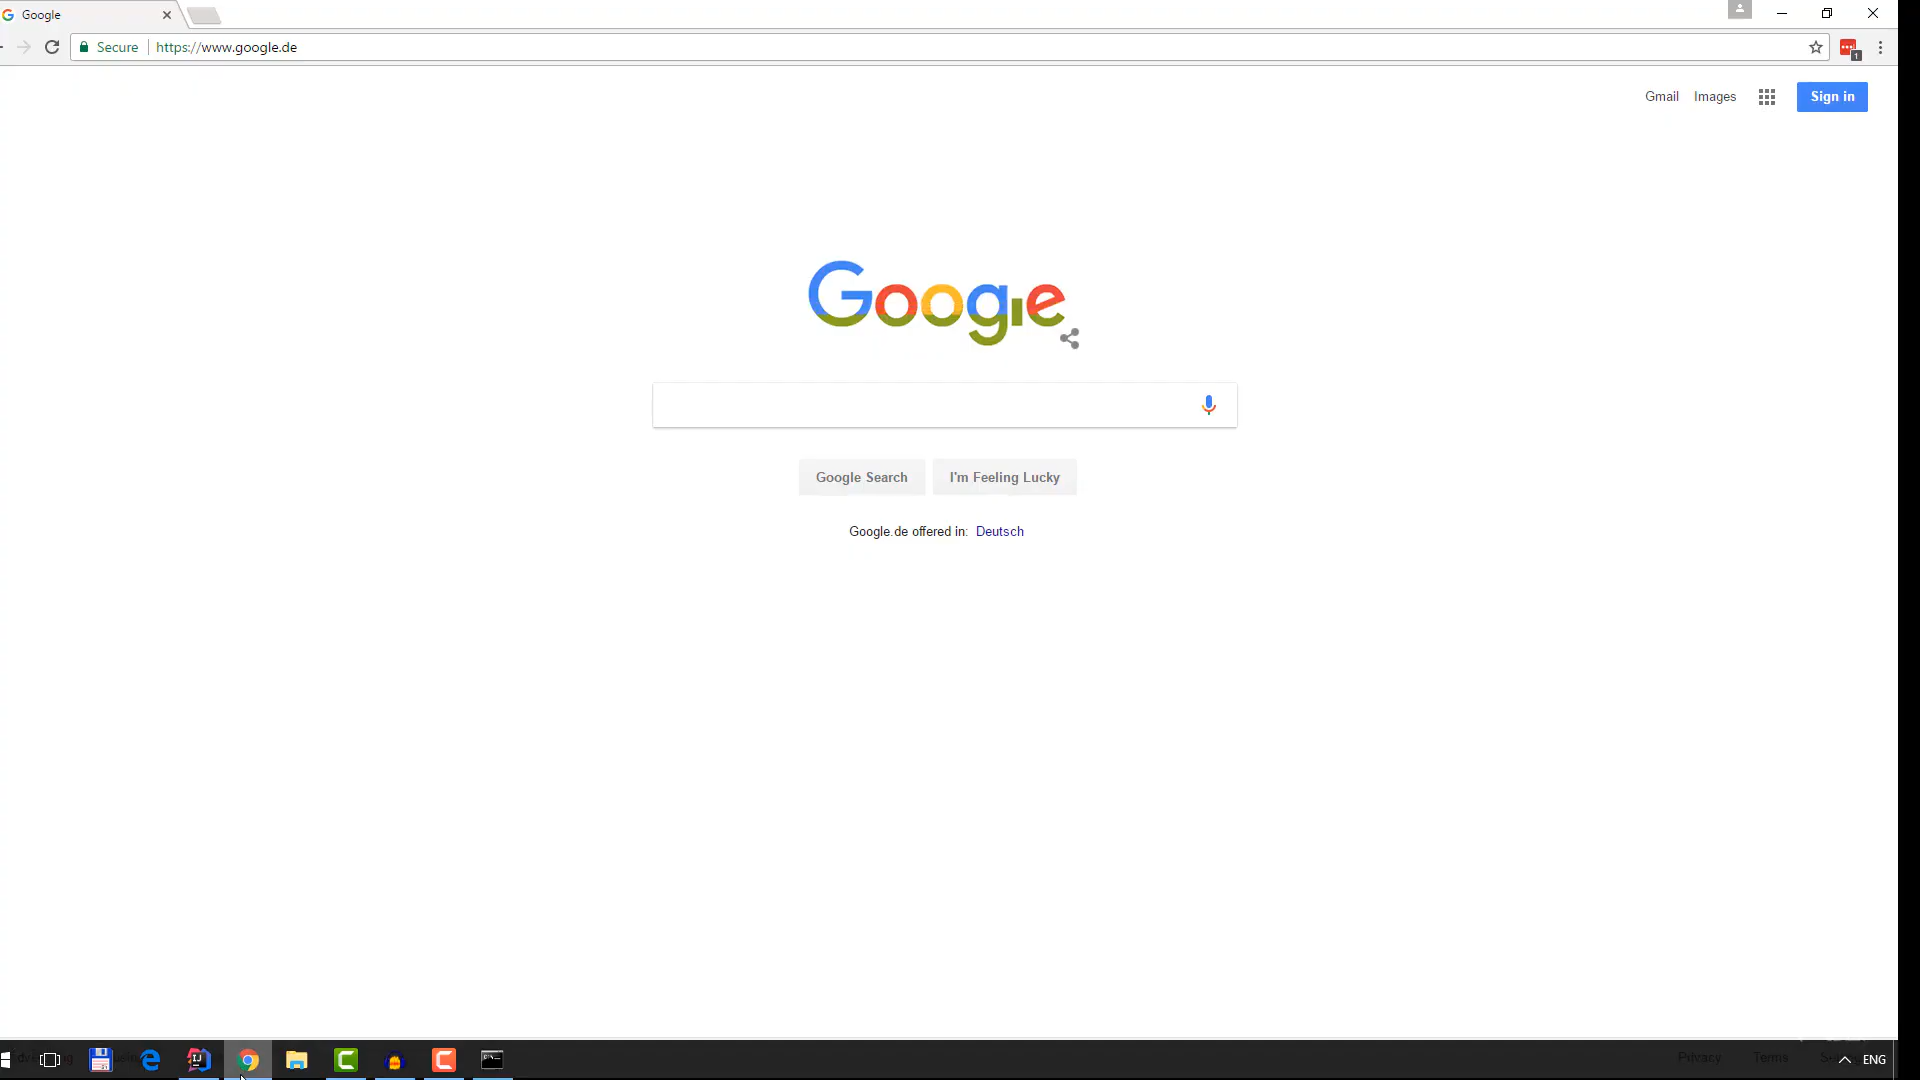 Google
Secure https://www.google.de
1
Gmail Images Sign in
Google
Google Search I'm Feeling Lucky
Google.de offered in: Deutsch
Privacy Terms
ENG